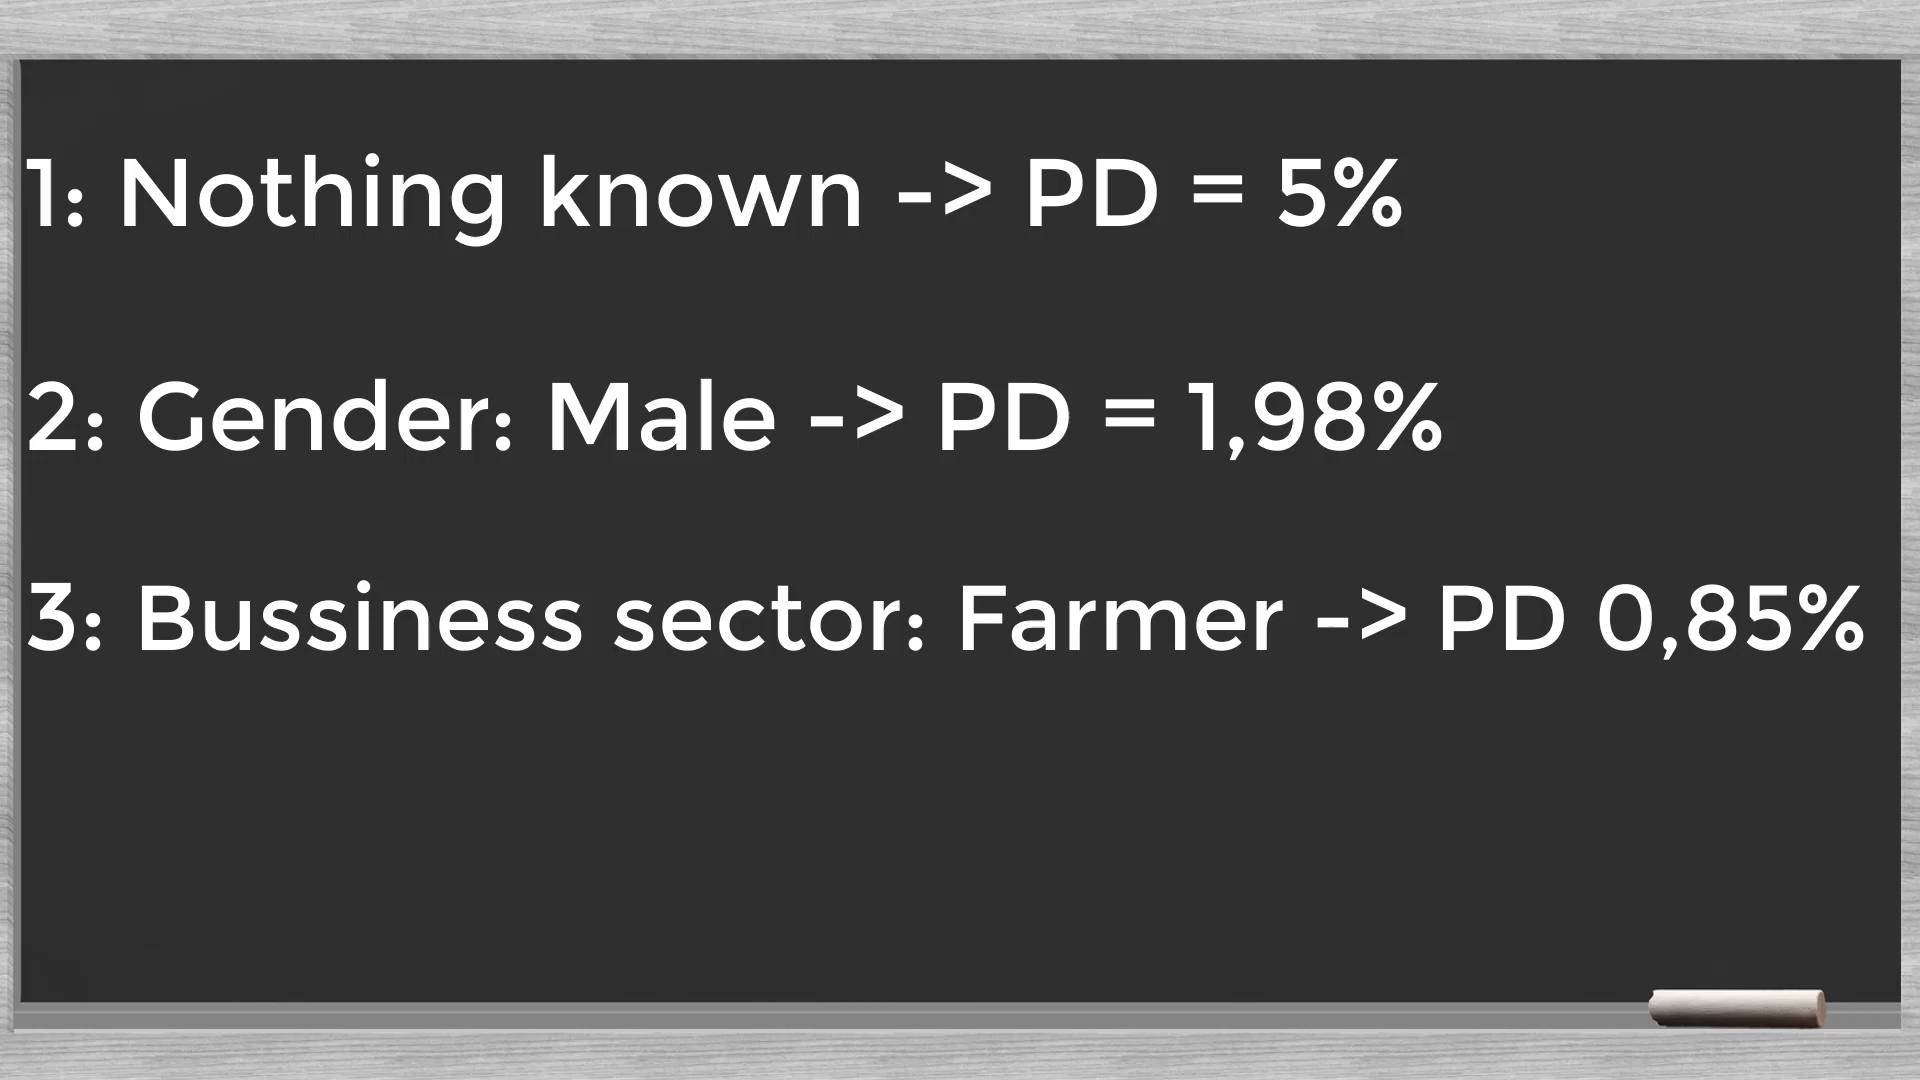 1: Nothing known -> PD = 5%
2: Gender: Male -> PD = 1,98%
3: Bussiness sector: Farmer -> PD 0,85%